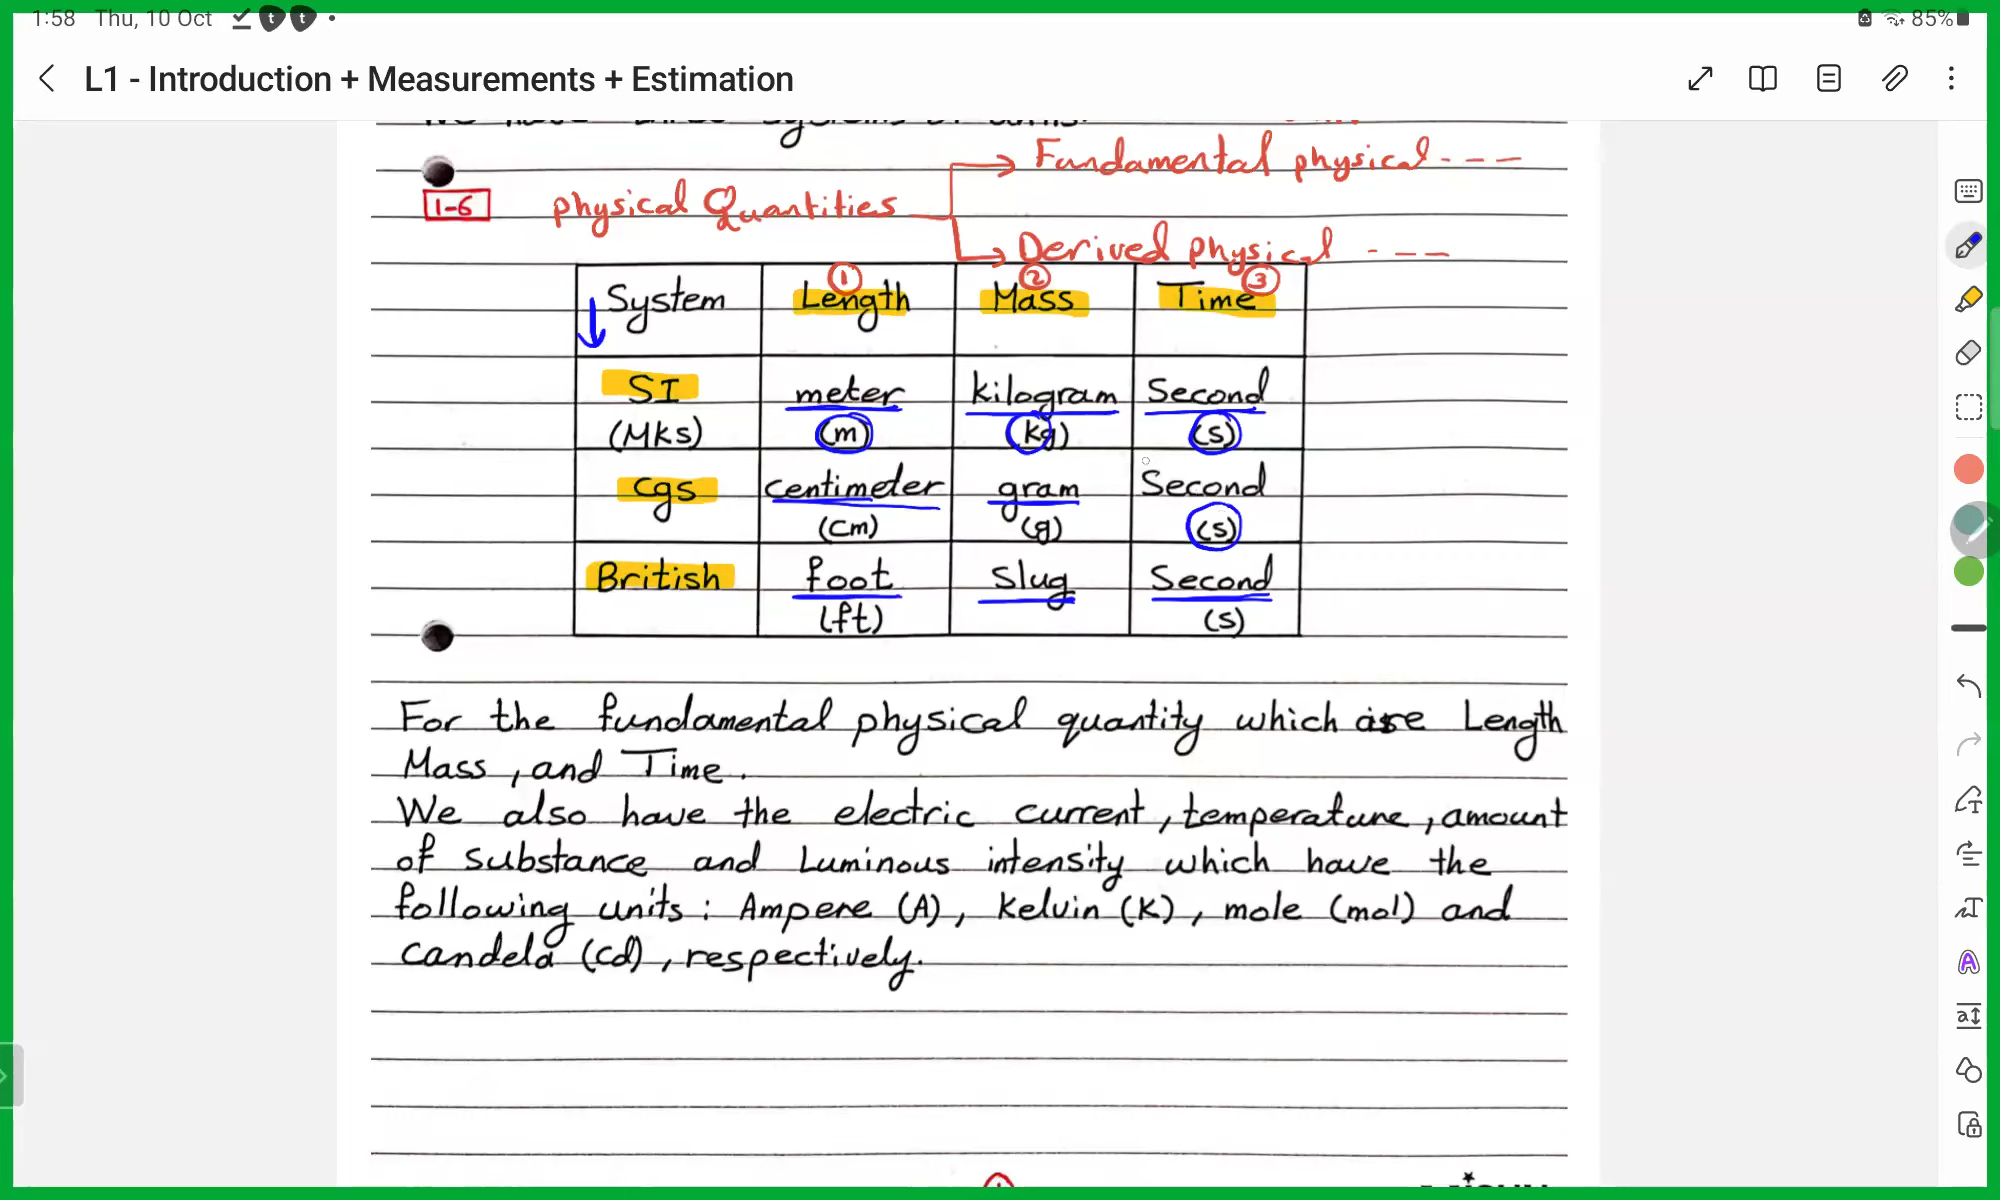 1:58 Thu, 10 Oct
85%
L1 - Introduction + Measurements + Estimation
Fundamental physical - - -
1-6 physical Quantities
Derived physical - - -
System Length ① Mass ② Time ③
SI meter kilogram Second
(Mks) (m) (kg) (s)
cgs centimeter gram Second
(cm) (g) (s)
British foot slug Second
(ft) (s)
For the fundamental physical quantity which are Length
Mass , and Time .
We also have the electric current , temperature , amount
of substance and Luminous intensity which have the
following units : Ampere (A) , Kelvin (K) , mole (mol) and
candela (cd) , respectively .